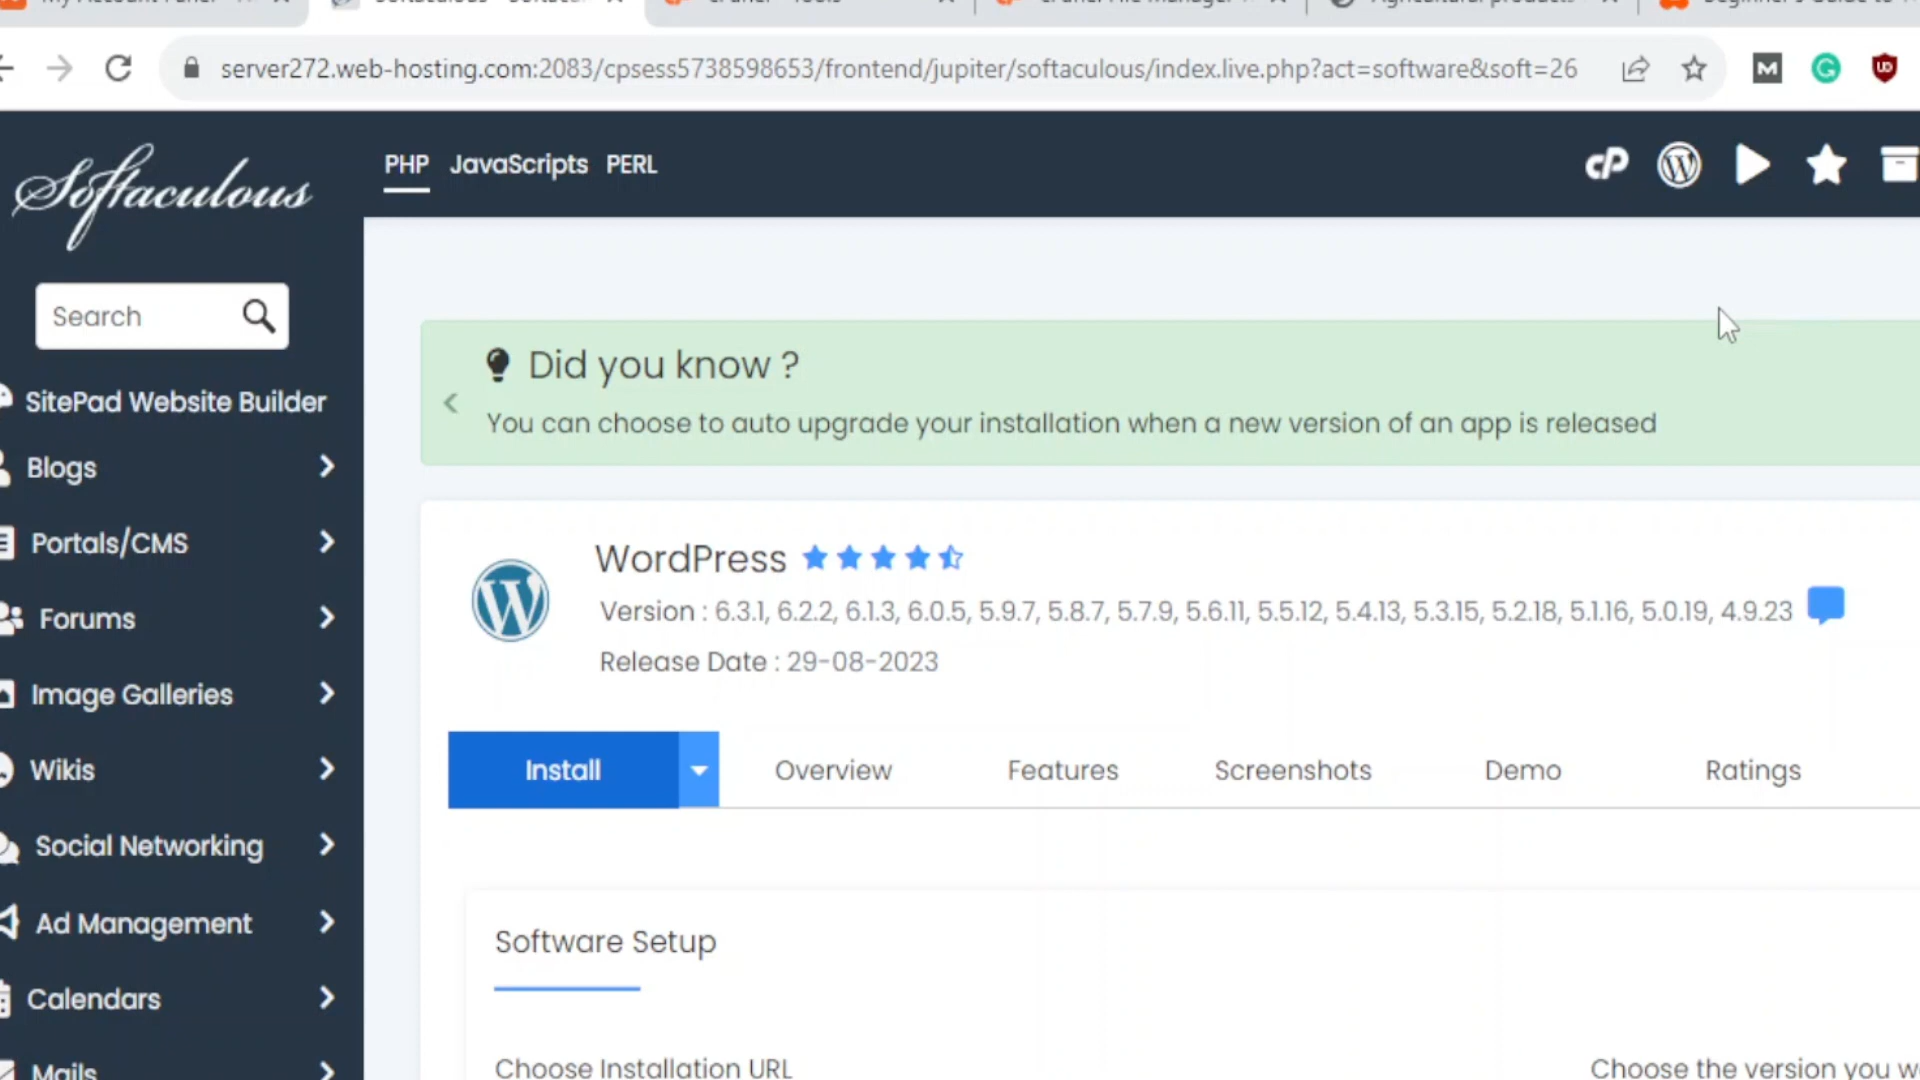 server272.web-hosting.com:2083/cpsess5738598653/frontend/jupiter/softaculous/index.live.php?act=software&soft=26
Softaculous
PHP JavaScripts PERL
Search
Did you know ?
You can choose to auto upgrade your installation when a new version of an app is released
SitePad Website Builder
Blogs
Portals/CMS
Forums
Image Galleries
Wikis
Social Networking
Ad Management
Calendars
Mails
WordPress
Version : 6.3.1, 6.2.2, 6.1.3, 6.0.5, 5.9.7, 5.8.7, 5.7.9, 5.6.11, 5.5.12, 5.4.13, 5.3.15, 5.2.18, 5.1.16, 5.0.19, 4.9.23
Release Date : 29-08-2023
Install Overview Features Screenshots Demo Ratings
Software Setup
Choose Installation URL
Choose the version you